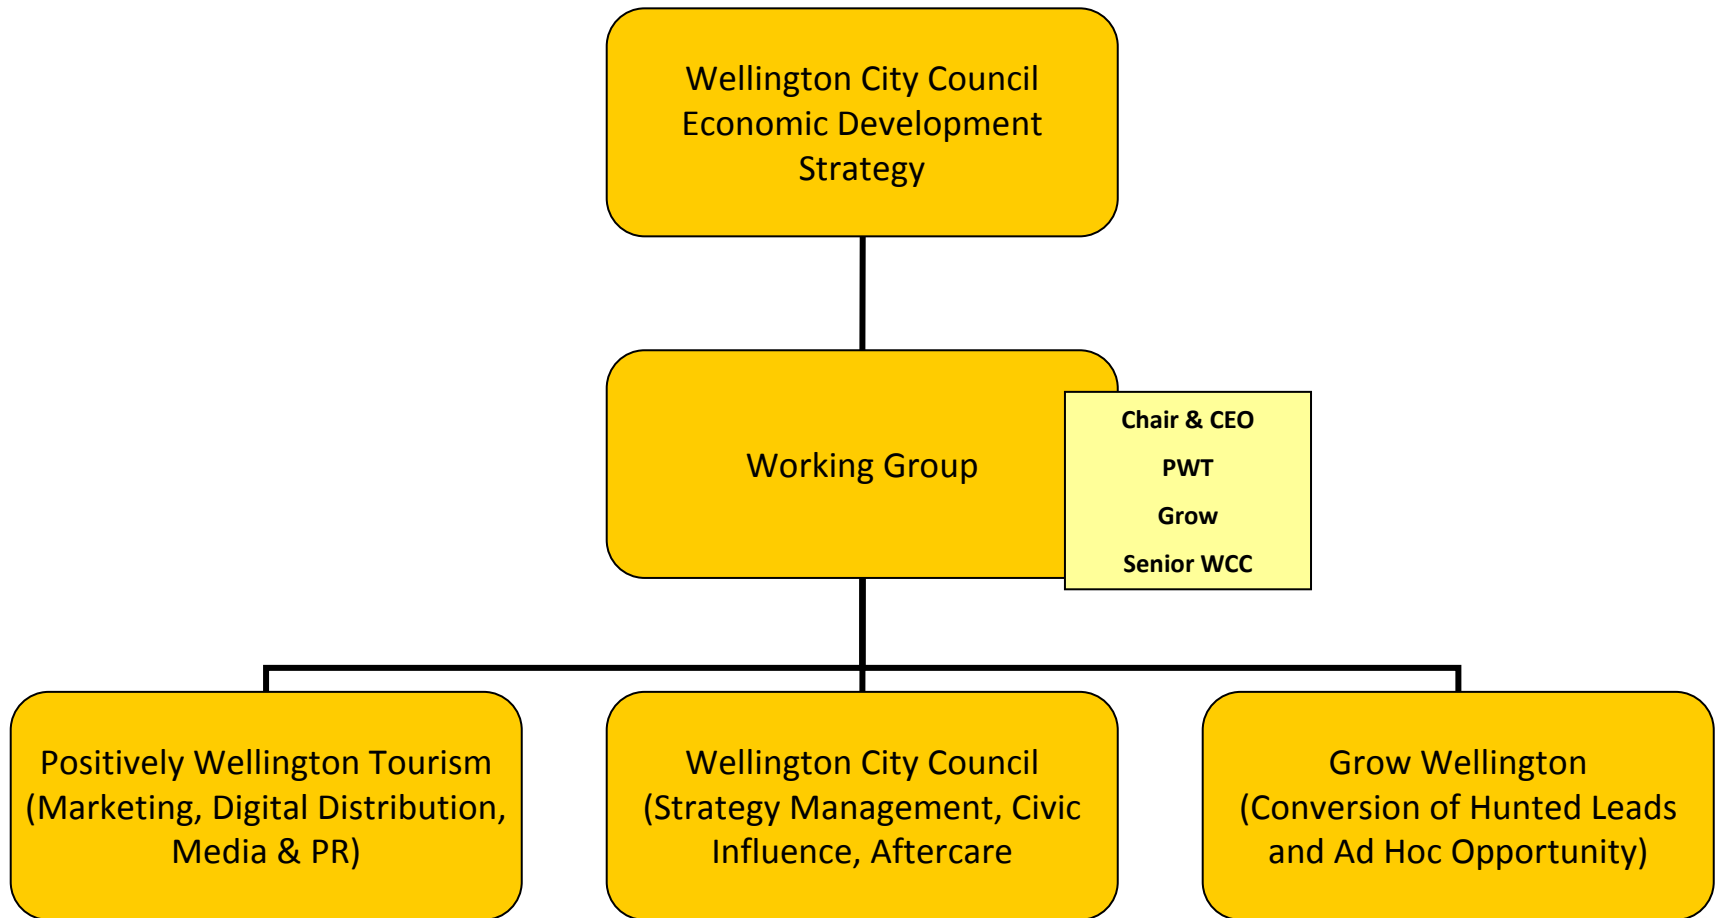 Wellington City Council
Economic Development
Strategy
Working Group
Chair & CEO
PWT
Grow
Senior WCC
Positively Wellington Tourism
(Marketing, Digital Distribution,
Media & PR)
Wellington City Council
(Strategy Management, Civic
Influence, Aftercare
Grow Wellington
(Conversion of Hunted Leads
and Ad Hoc Opportunity)